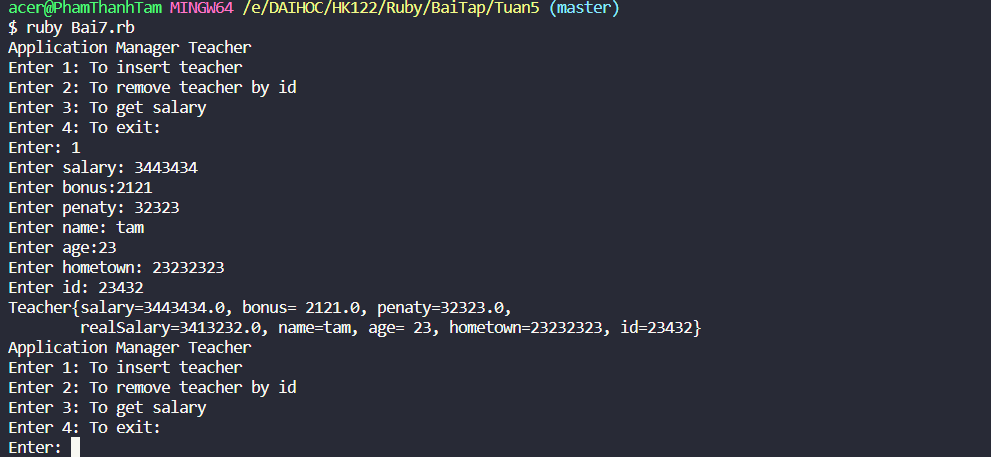 acer@PhamThanhTam MINGW64 /e/DAIHOC/HK122/Ruby/BaiTap/Tuan5 (master)
$ ruby Bai7.rb
Application Manager Teacher
Enter 1: To insert teacher
Enter 2: To remove teacher by id
Enter 3: To get salary
Enter 4: To exit:
Enter: 1
Enter salary: 3443434
Enter bonus:2121
Enter penaty: 32323
Enter name: tam
Enter age:23
Enter hometown: 23232323
Enter id: 23432
Teacher{salary=3443434.0, bonus= 2121.0, penaty=32323.0,
        realSalary=3413232.0, name=tam, age= 23, hometown=23232323, id=23432}
Application Manager Teacher
Enter 1: To insert teacher
Enter 2: To remove teacher by id
Enter 3: To get salary
Enter 4: To exit:
Enter: